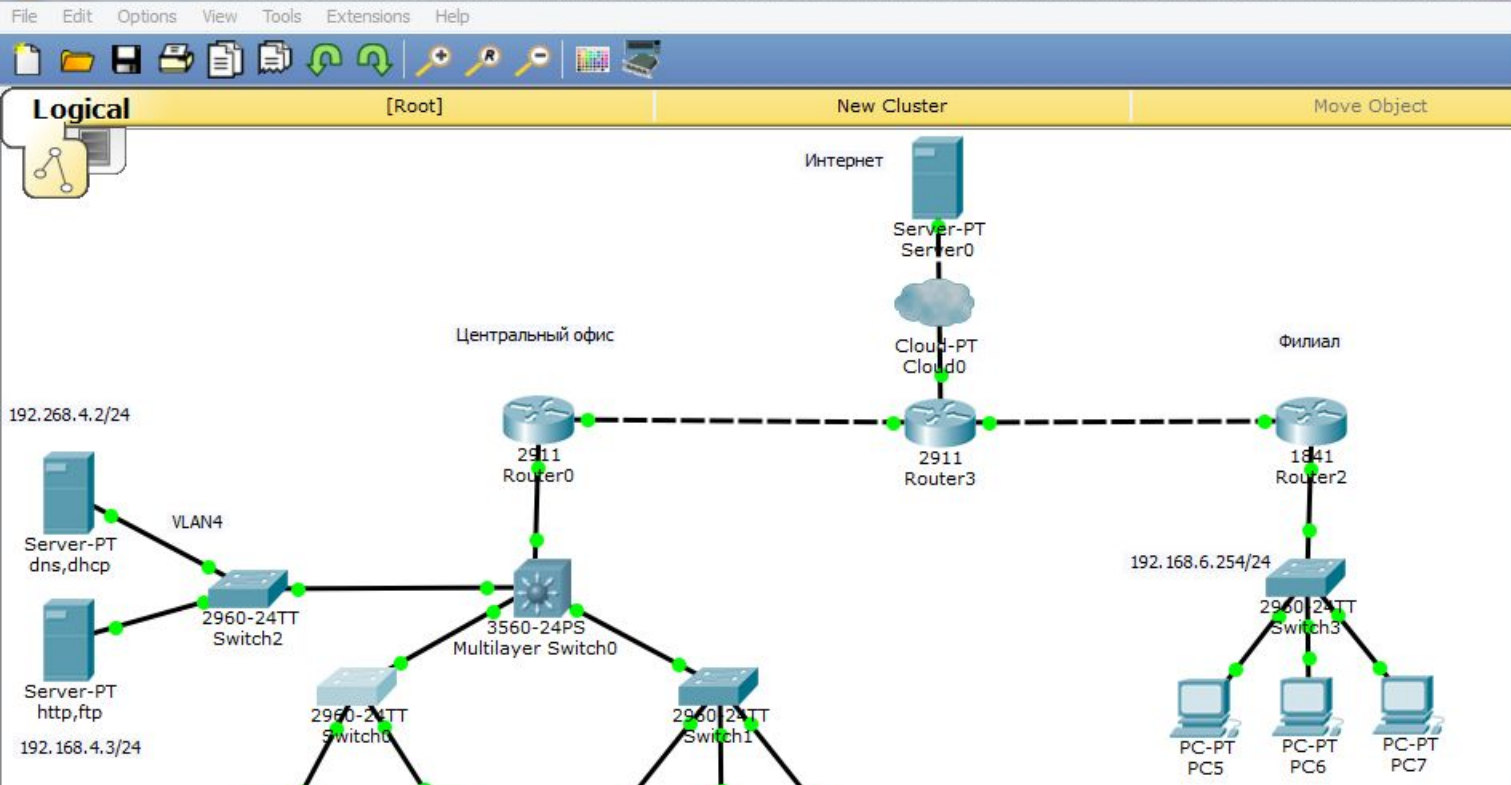 File Edit Options View Tools Extensions Help
Logical [Root] New Cluster Move Object
Интернет
Server-PT
Server0
Центральный офис
Cloud-PT
Cloud0
Филиал
192.268.4.2/24
2911
Router0
2911
Router3
1841
Router2
Server-PT
dns,dhcp
VLAN4
192.168.6.254/24
2960-24TT
Switch2
3560-24PS
Multilayer Switch0
2960-24TT
Switch3
Server-PT
http,ftp
192.168.4.3/24
2960-24TT
Switch0
2960-24TT
Switch1
PC-PT
PC5
PC-PT
PC6
PC-PT
PC7